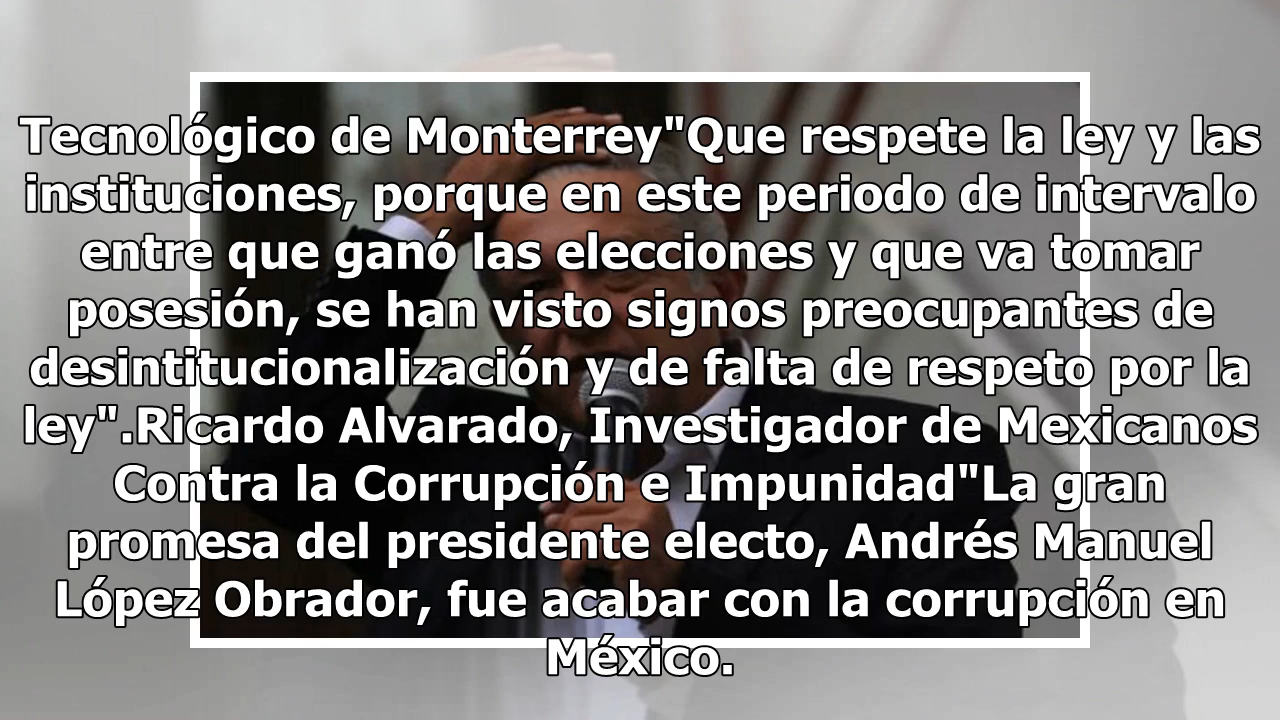 Tecnológico de Monterrey"Que respete la ley y las
instituciones, porque en este periodo de intervalo
entre que ganó las elecciones y que va tomar
posesión, se han visto signos preocupantes de
desintitucionalización y de falta de respeto por la
ley".Ricardo Alvarado, Investigador de Mexicanos
Contra la Corrupción e Impunidad"La gran
promesa del presidente electo, Andrés Manuel
López Obrador, fue acabar con la corrupción en
México.